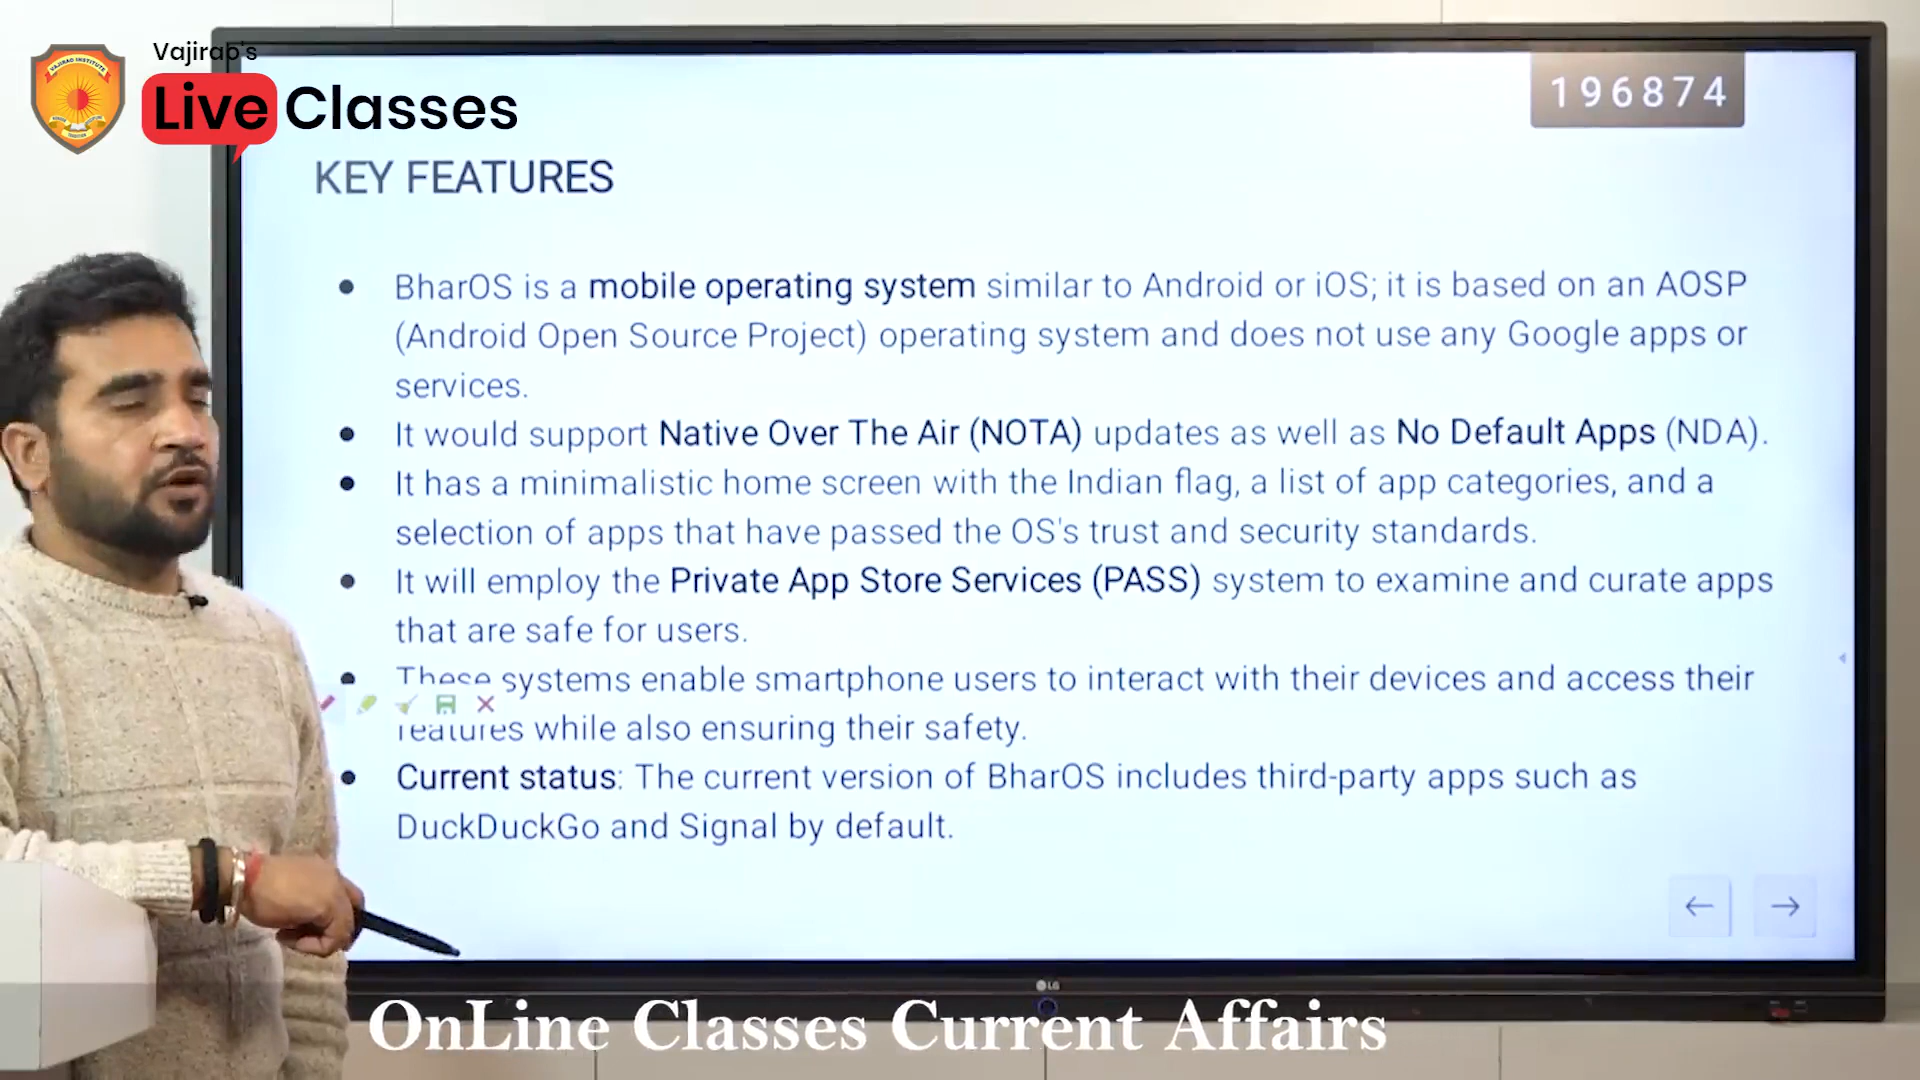 Vajirao's
Live Classes
VAJIRAO INSTITUTE
196874
KEY FEATURES
BharOS is a mobile operating system similar to Android or iOS; it is based on an AOSP
(Android Open Source Project) operating system and does not use any Google apps or
services.
It would support Native Over The Air (NOTA) updates as well as No Default Apps (NDA).
It has a minimalistic home screen with the Indian flag, a list of app categories, and a
selection of apps that have passed the OS's trust and security standards.
It will employ the Private App Store Services (PASS) system to examine and curate apps
that are safe for users.
These systems enable smartphone users to interact with their devices and access their
features while also ensuring their safety.
Current status: The current version of BharOS includes third-party apps such as
DuckDuckGo and Signal by default.
LG
OnLine Classes Current Affairs